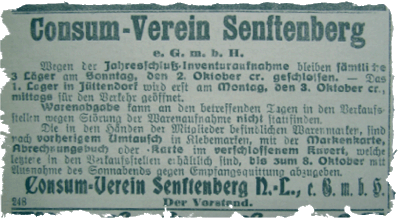 Consum-Verein Senftenberg
e. G. m. b. H.
Wegen der Jahresschluß-Inventuraufnahme bleiben sämtliche
3 Läger am Sonntag, den 2. Oktober cr. geschlossen. — Das
1. Lager in Jüttendorf wird erst am Montag, den 3. Oktober cr.,
mittags für den Verkehr geöffnet.
Warenabgabe kann an den betreffenden Tagen in den Verkaufs-
stellen wegen Störung der Warenaufnahme nicht stattfinden.
Die in den Händen der Mitglieder befindlichen Warenmarken, sind
nach vorherigem Umtausch in Klebemarken, mit der Markenkarte,
Abrechnungsbuch oder -Karte im verschlossenem Kuvert, welche
letztere in den Verkaufsstellen erhältlich sind, bis zum 8. Oktober mit
Ausnahme des Sonnabends gegen Empfangsquittung abzugeben.
Consum-Verein Senftenberg N.-L., e. G. m. b. H.
248 Der Vorstand.